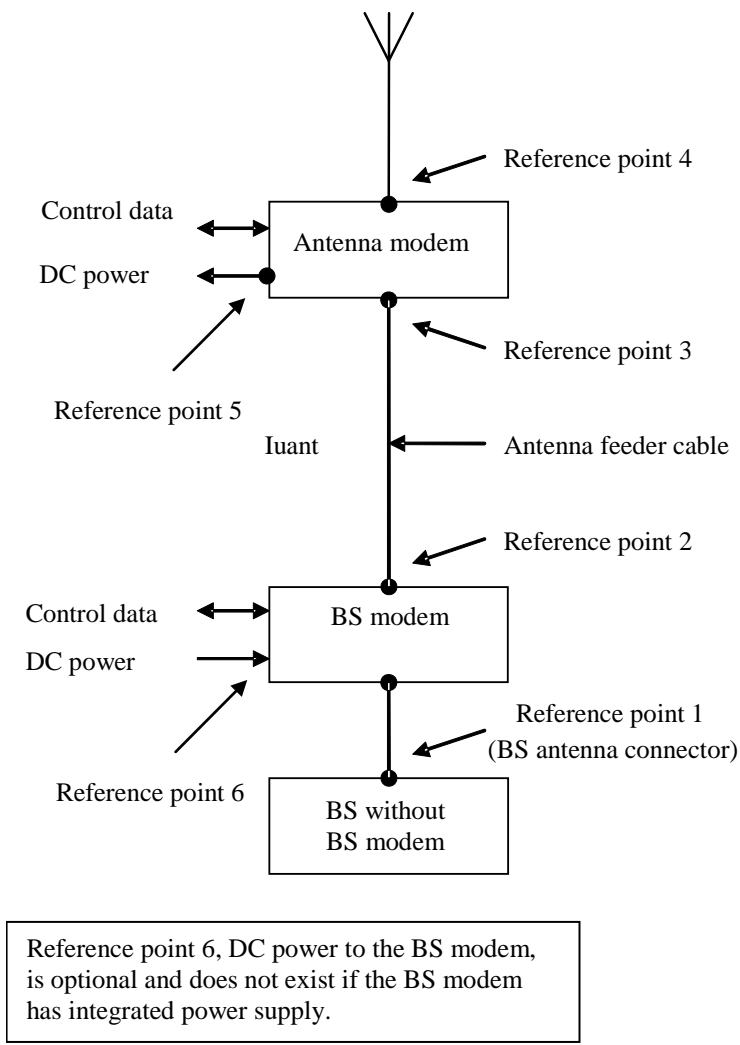 Reference point 4
Control data
Antenna modem
DC power
Reference point 3
Reference point 5
Iuant
Antenna feeder cable
Reference point 2
Control data
BS modem
DC power
Reference point 1
(BS antenna connector)
Reference point 6
BS without
BS modem
Reference point 6, DC power to the BS modem,
is optional and does not exist if the BS modem
has integrated power supply.